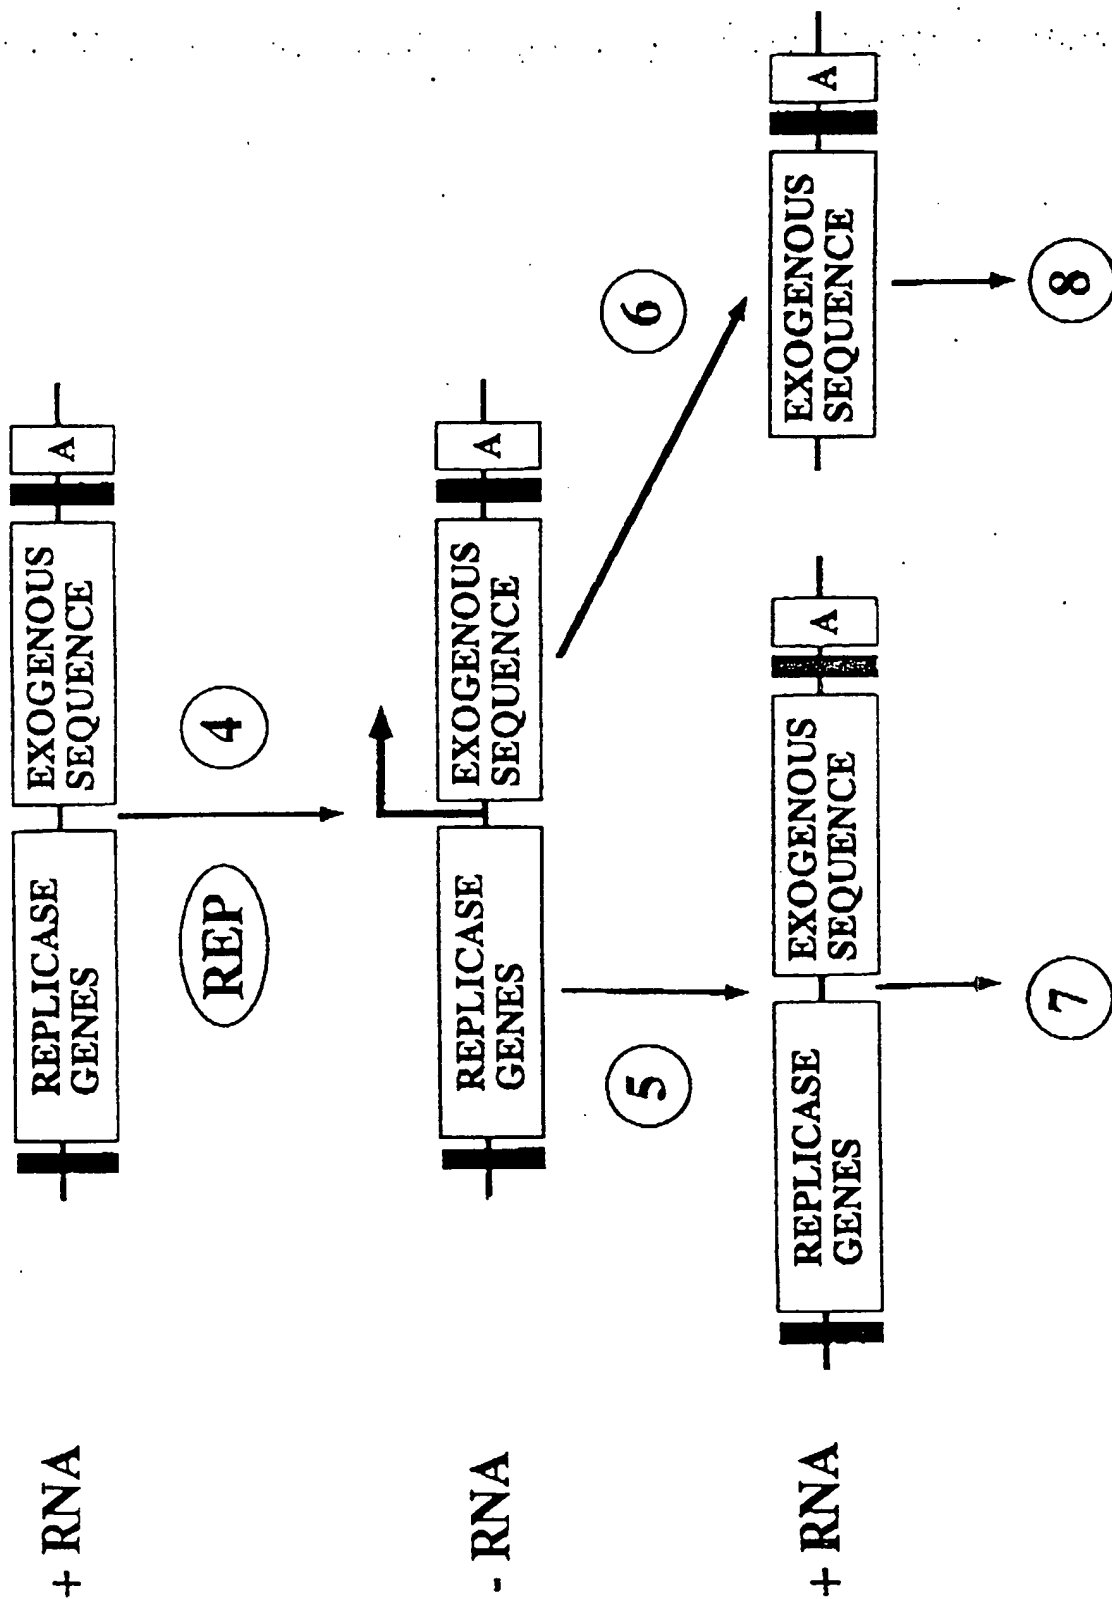 + RNA
REPLICASE
GENES
EXOGENOUS
SEQUENCE
A
REP
4
- RNA
REPLICASE
GENES
EXOGENOUS
SEQUENCE
A
5
6
+ RNA
REPLICASE
GENES
EXOGENOUS
SEQUENCE
A
EXOGENOUS
SEQUENCE
A
7
8